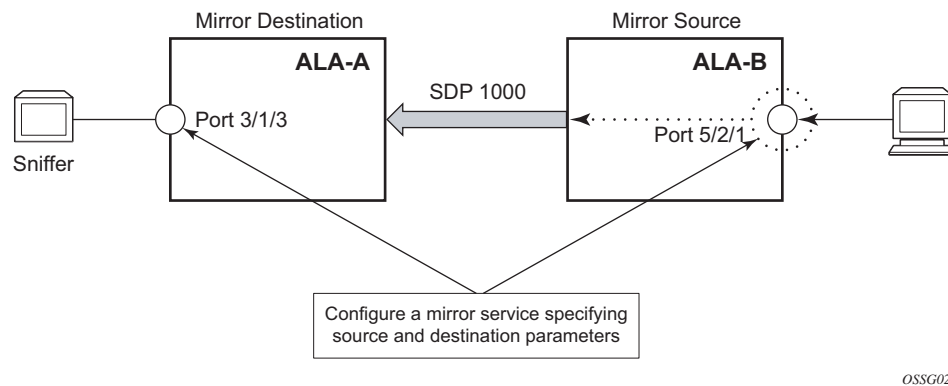 Mirror Destination
Mirror Source
ALA-A
ALA-B
SDP 1000
Port 3/1/3
Port 5/2/1
Sniffer
Configure a mirror service specifying
source and destination parameters
OSSG02